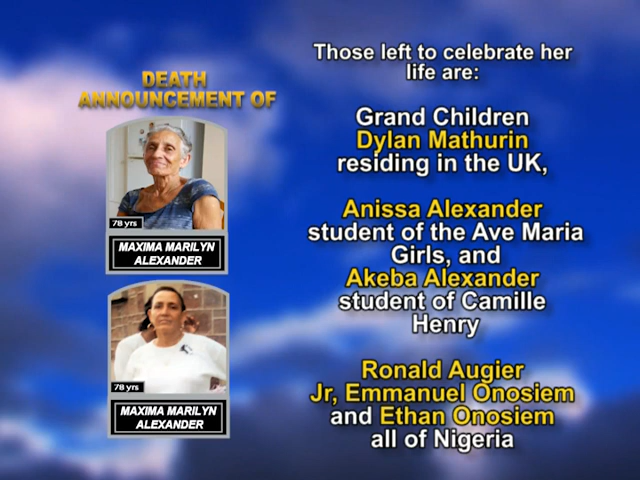 DEATH
ANNOUNCEMENT OF
78 yrs
MAXIMA MARILYN
ALEXANDER
78 yrs
MAXIMA MARILYN
ALEXANDER
Those left to celebrate her
life are:
Grand Children
Dylan Mathurin
residing in the UK,
Anissa Alexander
student of the Ave Maria
Girls, and
Akeba Alexander
student of Camille
Henry
Ronald Augier
Jr, Emmanuel Onosiem
and Ethan Onosiem
all of Nigeria